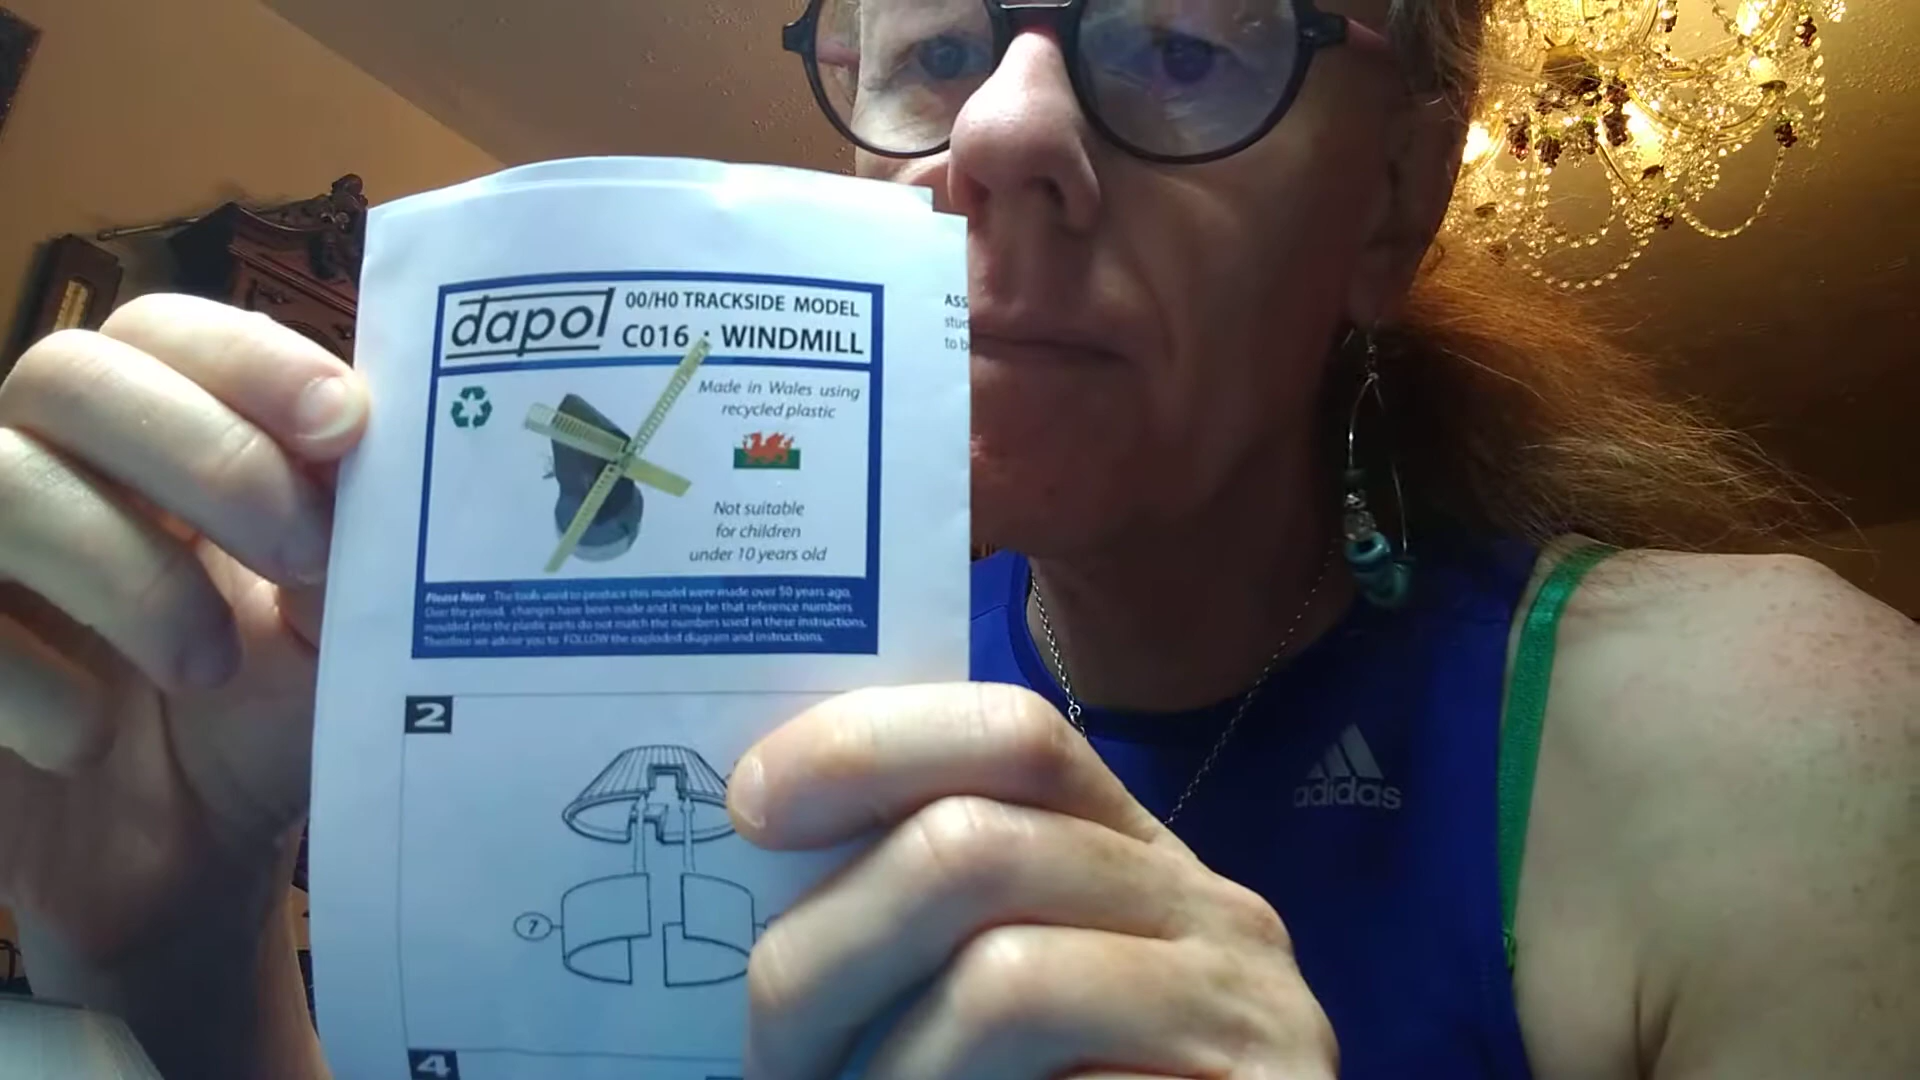 dapol
00/H0 TRACKSIDE MODEL
C016 : WINDMILL
Made in Wales using
recycled plastic
Not suitable
for children
under 10 years old
Please Note - The tools used to produce this model were made over 50 years ago.
Over the period, changes have been made and it may be that reference numbers
moulded into the plastic parts do not match the numbers used in these instructions.
Therefore we advise you to FOLLOW the exploded diagram and instructions.
ASS
stud
to b
2
7
4
adidas